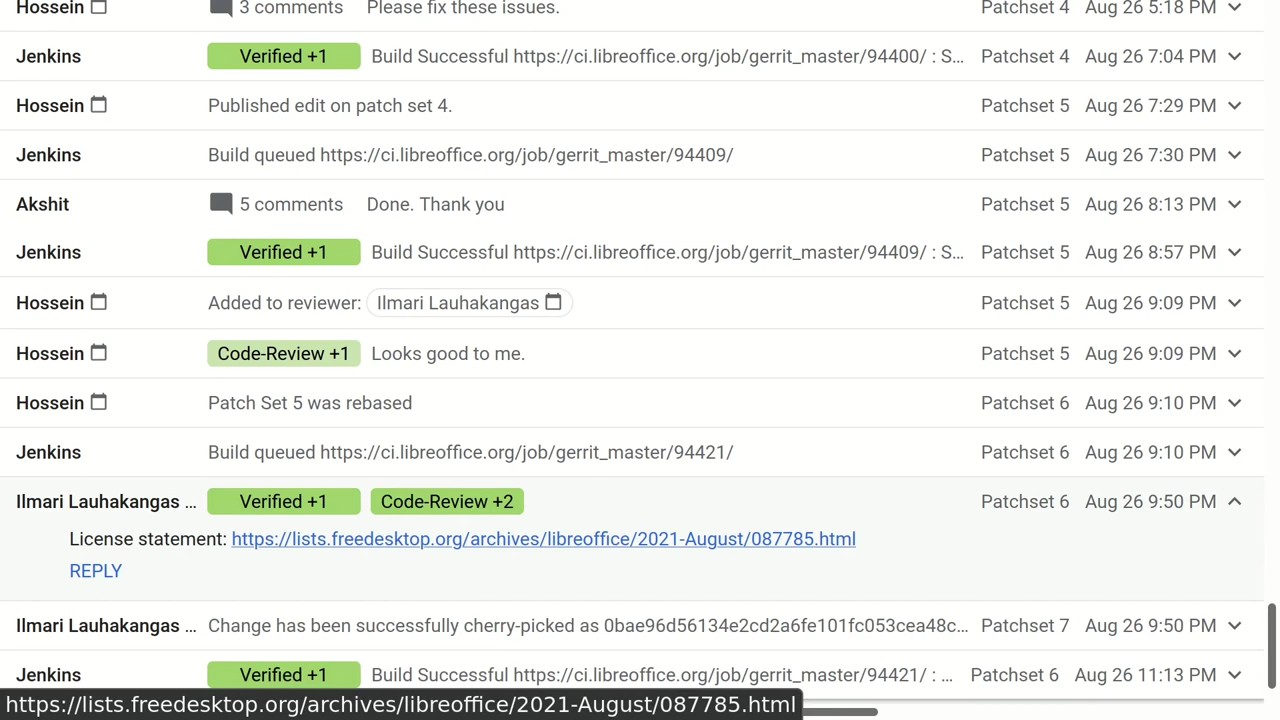 Hossein 3 comments Please fix these issues. Patchset 4 Aug 26 5:18 PM
Jenkins Verified +1 Build Successful https://ci.libreoffice.org/job/gerrit_master/94400/ : S... Patchset 4 Aug 26 7:04 PM
Hossein Published edit on patch set 4. Patchset 5 Aug 26 7:29 PM
Jenkins Build queued https://ci.libreoffice.org/job/gerrit_master/94409/ Patchset 5 Aug 26 7:30 PM
Akshit 5 comments Done. Thank you Patchset 5 Aug 26 8:13 PM
Jenkins Verified +1 Build Successful https://ci.libreoffice.org/job/gerrit_master/94409/ : S... Patchset 5 Aug 26 8:57 PM
Hossein Added to reviewer: Ilmari Lauhakangas Patchset 5 Aug 26 9:09 PM
Hossein Code-Review +1 Looks good to me. Patchset 5 Aug 26 9:09 PM
Hossein Patch Set 5 was rebased Patchset 6 Aug 26 9:10 PM
Jenkins Build queued https://ci.libreoffice.org/job/gerrit_master/94421/ Patchset 6 Aug 26 9:10 PM
Ilmari Lauhakangas ... Verified +1 Code-Review +2 Patchset 6 Aug 26 9:50 PM
License statement: https://lists.freedesktop.org/archives/libreoffice/2021-August/087785.html
REPLY
Ilmari Lauhakangas ... Change has been successfully cherry-picked as 0bae96d56134e2cd2a6fe101fc053cea48c... Patchset 7 Aug 26 9:50 PM
Jenkins Verified +1 Build Successful https://ci.libreoffice.org/job/gerrit_master/94421/ : ... Patchset 6 Aug 26 11:13 PM
https://lists.freedesktop.org/archives/libreoffice/2021-August/087785.html